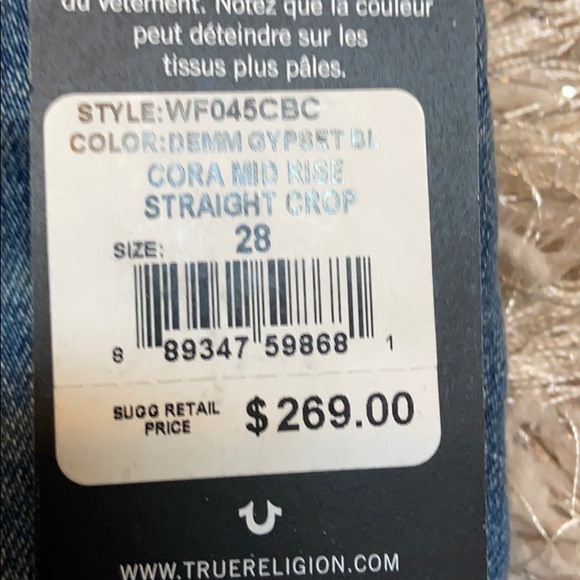 du vêtement. Notez que la couleur
peut déteindre sur les
tissus plus pâles.
STYLE:WF045CBC
COLOR:DEMM GYPSET BL
CORA MID RISE
STRAIGHT CROP
SIZE: 28
8 89347 59868 1
SUGG RETAIL
PRICE $269.00
WWW.TRUERELIGION.COM